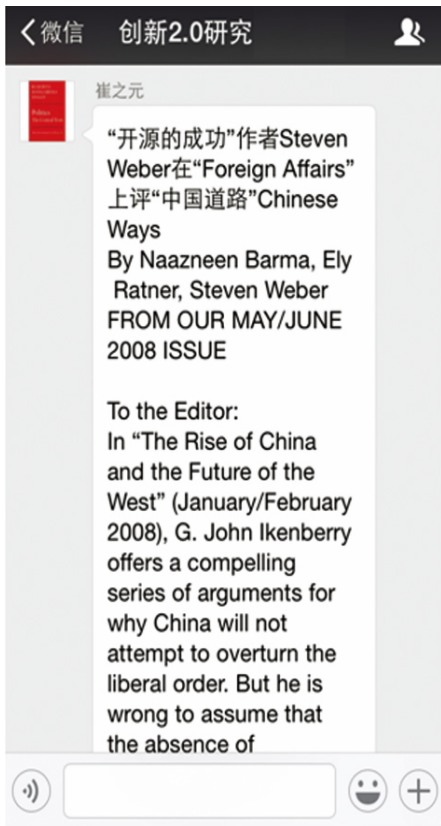 微信 创新2.0研究
崔之元
“开源的成功”作者Steven
Weber在“Foreign Affairs”
上评“中国道路”Chinese
Ways
By Naazneen Barma, Ely
Ratner, Steven Weber
FROM OUR MAY/JUNE
2008 ISSUE
To the Editor:
In “The Rise of China
and the Future of the
West” (January/February
2008), G. John Ikenberry
offers a compelling
series of arguments for
why China will not
attempt to overturn the
liberal order. But he is
wrong to assume that
the absence of